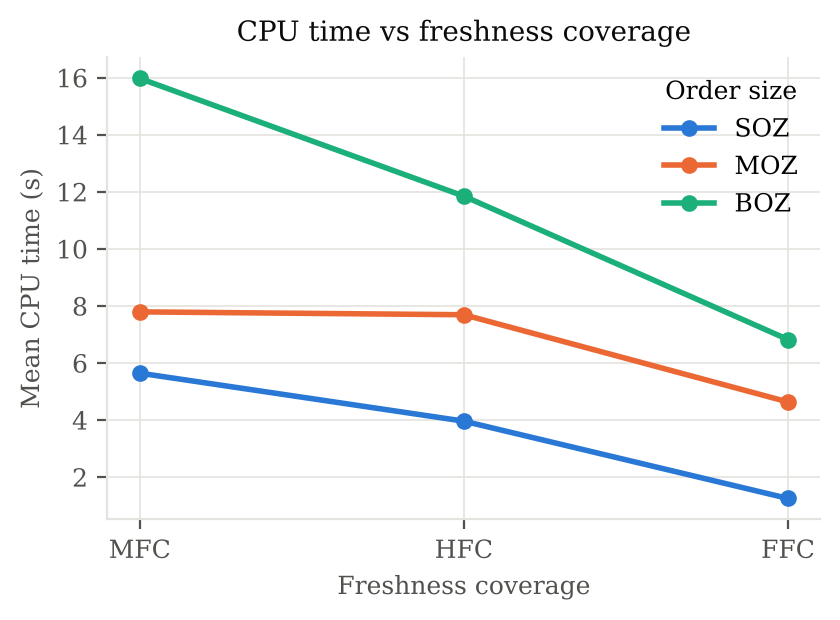 CPU time vs freshness coverage
Order size
SOZ
MOZ
BOZ
Mean CPU time (s)
16
14
12
10
8
6
4
2
MFC HFC FFC
Freshness coverage